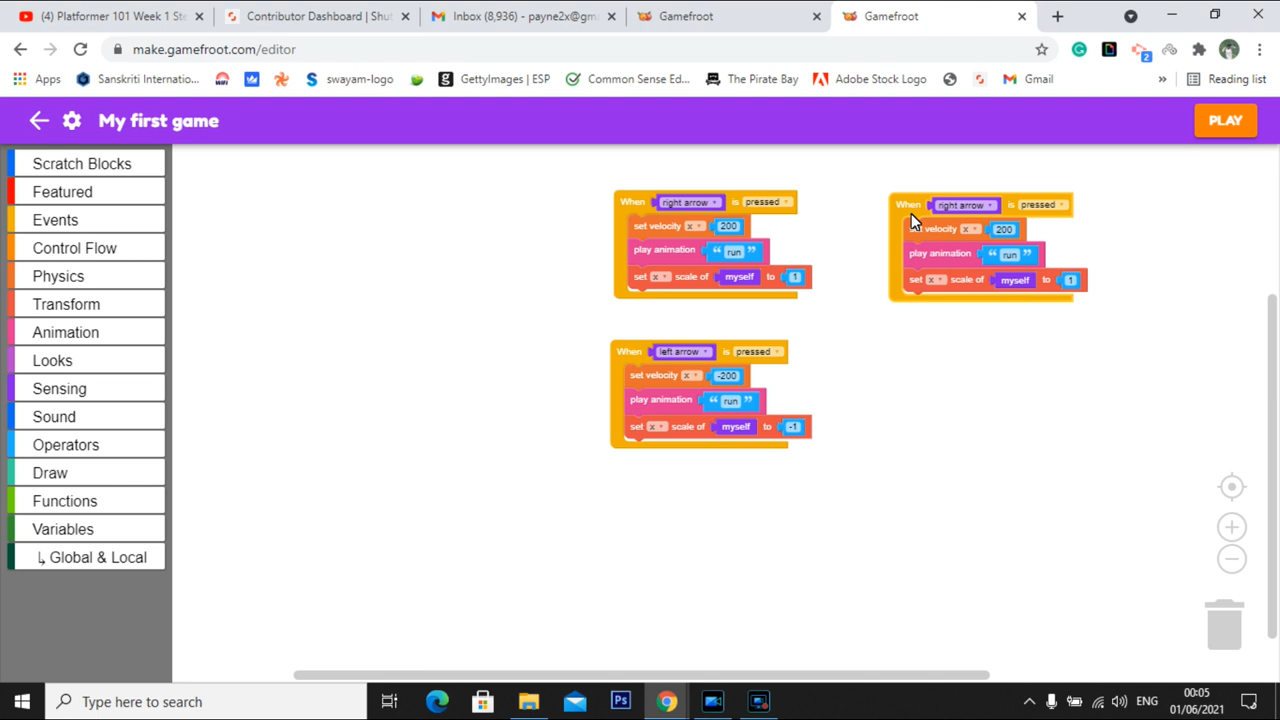 (4) Platformer 101 Week 1 Ste
Contributor Dashboard | Shut
Inbox (8,936) - payne2x@gm
Gamefroot
Gamefroot
make.gamefroot.com/editor
2
Apps
Sanskriti Internatio...
swayam-logo
GettyImages | ESP
Common Sense Ed...
The Pirate Bay
Adobe Stock Logo
Gmail
»
Reading list
My first game
PLAY
Scratch Blocks
Featured
Events
Control Flow
Physics
Transform
Animation
Looks
Sensing
Sound
Operators
Draw
Functions
Variables
↳ Global & Local
When right arrow is pressed
set velocity x 200
play animation “ run ”
set x scale of myself to 1
When right arrow is pressed
velocity x 200
play animation “ run ”
set x scale of myself to 1
When left arrow is pressed
set velocity x -200
play animation “ run ”
set x scale of myself to -1
Type here to search
Ps
ENG
00:05
01/06/2021